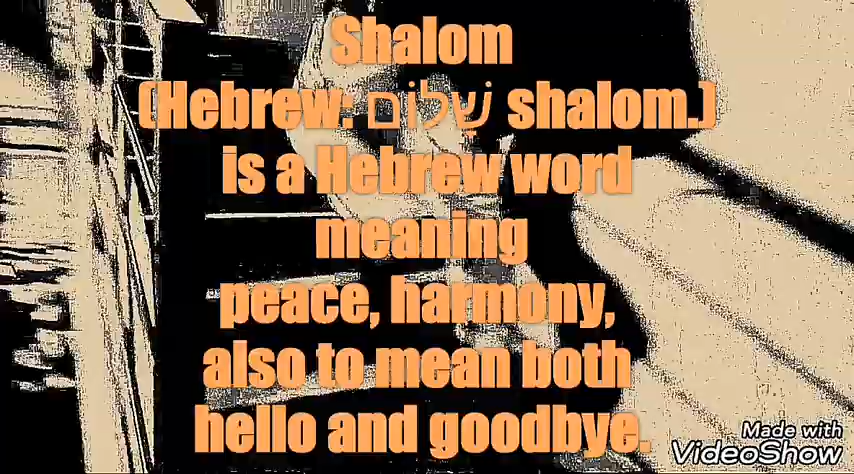 Shalom
(Hebrew: שָׁלוֹם shalom.)
is a Hebrew word
meaning
peace, harmony,
also to mean both
hello and goodbye.
Made with
VideoShow